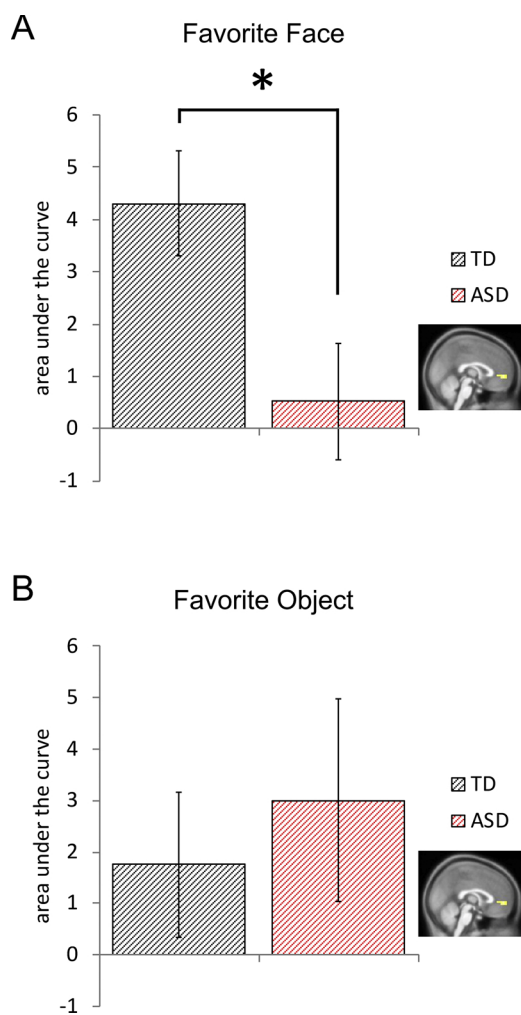 A
Favorite Face
*
6
5
4
3
2
1
0
-1
area under the curve
TD
ASD
B
Favorite Object
6
5
4
3
2
1
0
-1
area under the curve
TD
ASD